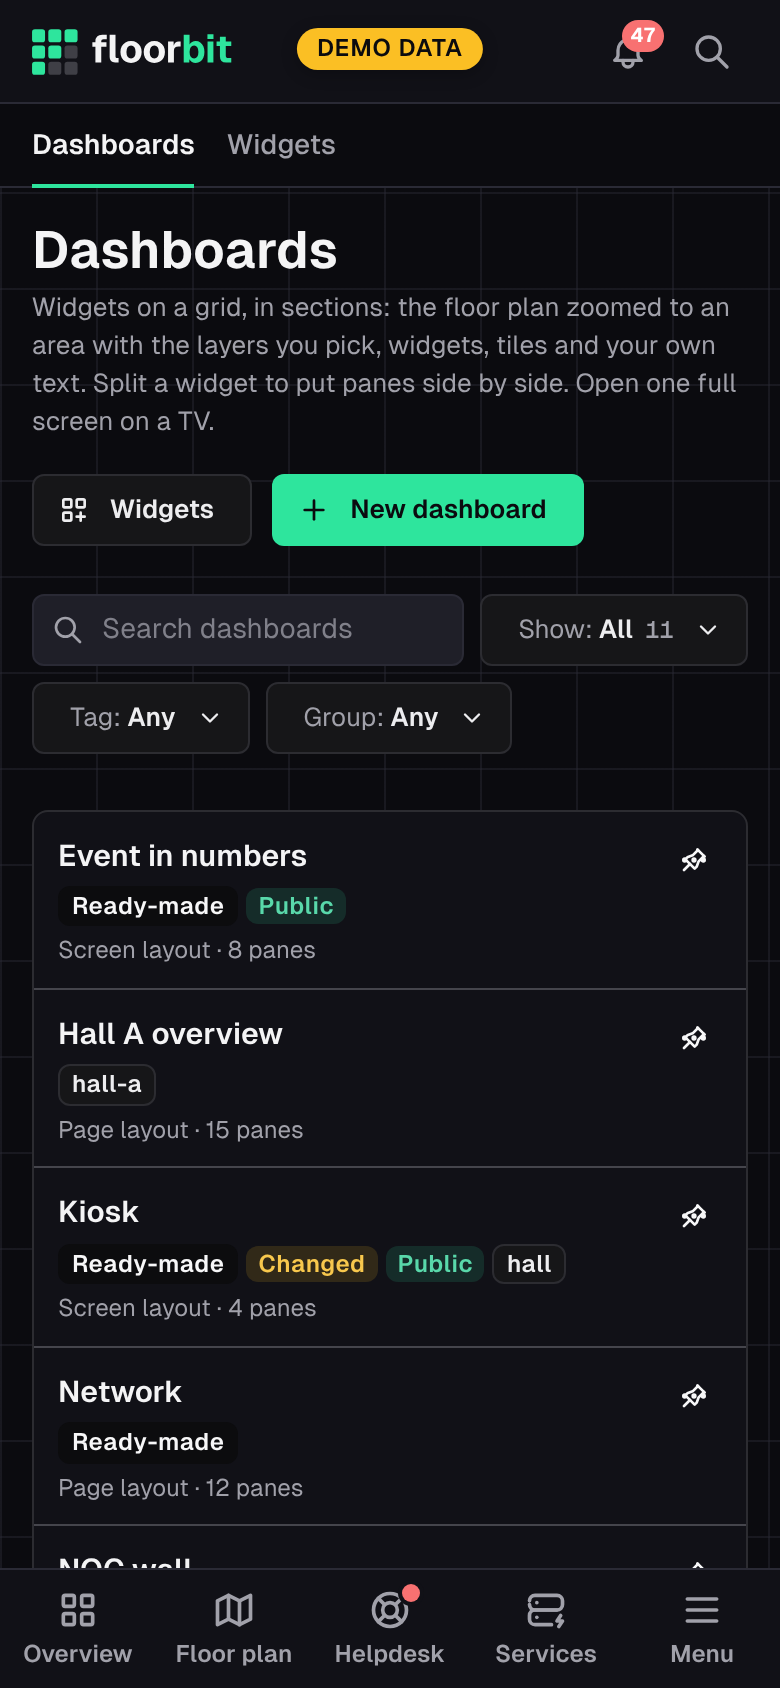 floorbit
DEMO DATA
47
Dashboards Widgets
Dashboards
Widgets on a grid, in sections: the floor plan zoomed to an
area with the layers you pick, widgets, tiles and your own
text. Split a widget to put panes side by side. Open one full
screen on a TV.
Widgets
New dashboard
Search dashboards
Show: All 11
Tag: Any
Group: Any
Event in numbers
Ready-made Public
Screen layout · 8 panes
Hall A overview
hall-a
Page layout · 15 panes
Kiosk
Ready-made Changed Public hall
Screen layout · 4 panes
Network
Ready-made
Page layout · 12 panes
NOC wall
Overview Floor plan Helpdesk Services Menu